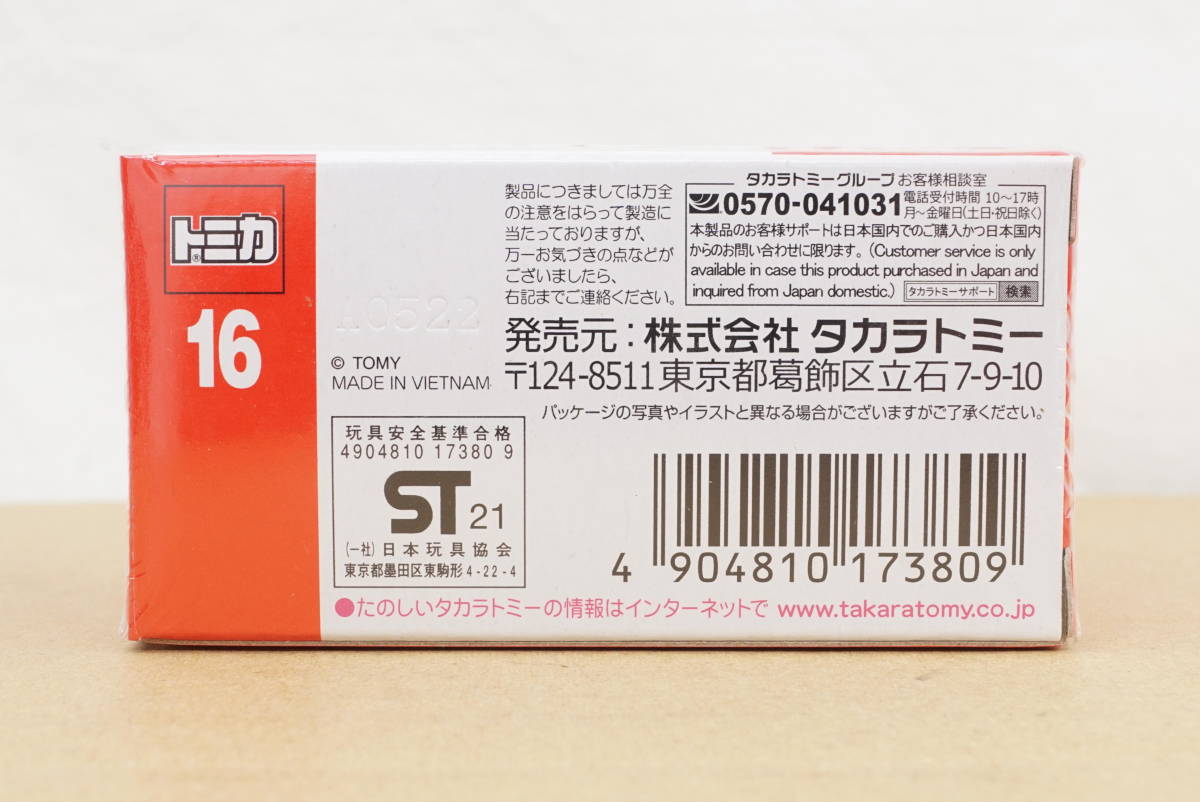 トミカ®
16
A0522
© TOMY
MADE IN VIETNAM
製品につきましては万全
の注意をはらって製造に
当たっておりますが、
万一お気づきの点などが
ございましたら、
右記までご連絡ください。
タカラトミーグループ お客様相談室
0570-041031
電話受付時間 10〜17時
月〜金曜日(土日・祝日除く)
本製品のお客様サポートは日本国内でのご購入かつ日本国内
からのお問い合わせに限ります。(Customer service is only
available in case this product purchased in Japan and
inquired from Japan domestic.) タカラトミーサポート 検索
発売元:株式会社 タカラトミー
〒124-8511 東京都葛飾区立石7-9-10
パッケージの写真やイラストと異なる場合がございますがご了承ください。
玩具安全基準合格
4904810 17380 9
ST 21
(一社)日本玩具協会
東京都墨田区東駒形4-22-4
4 904810 173809
●たのしいタカラトミーの情報はインターネットで www.takaratomy.co.jp